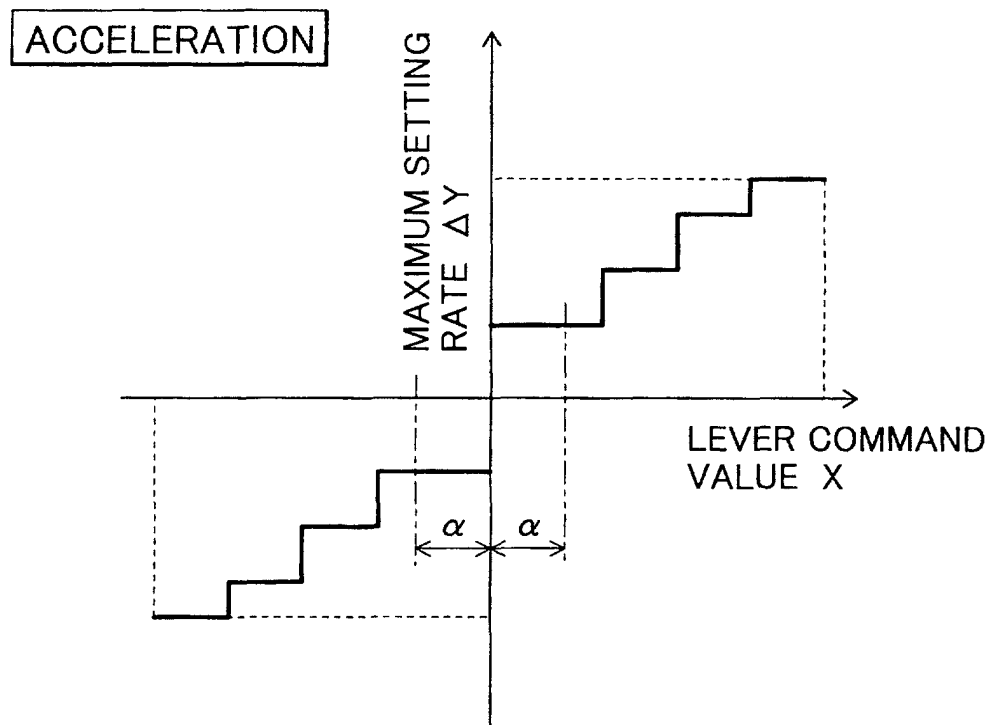 ACCELERATION
MAXIMUM SETTING
RATE ΔY
LEVER COMMAND
VALUE X
α
α